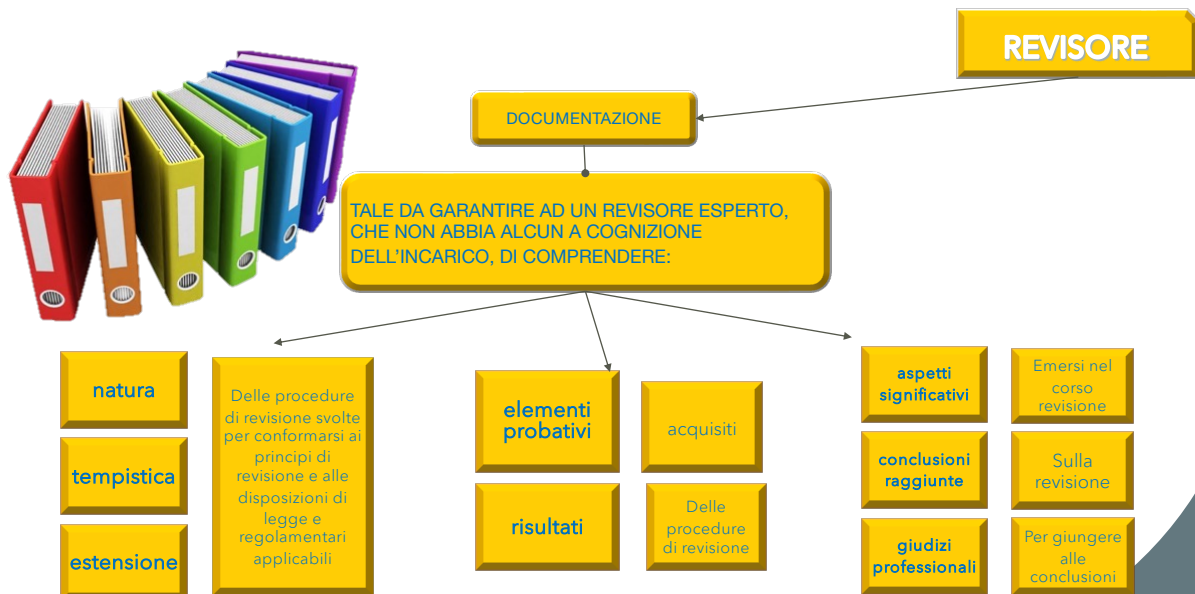 REVISORE
DOCUMENTAZIONE
TALE DA GARANTIRE AD UN REVISORE ESPERTO,
CHE NON ABBIA ALCUN A COGNIZIONE
DELL'INCARICO, DI COMPRENDERE:
natura
tempistica
estensione
Delle procedure
di revisione svolte
per conformarsi ai
principi di
revisione e alle
disposizioni di
legge e
regolamentari
applicabili
elementi
probativi
acquisiti
risultati
Delle
procedure
di revisione
aspetti
significativi
Emersi nel
corso
revisione
conclusioni
raggiunte
Sulla
revisione
giudizi
professionali
Per giungere
alle
conclusioni